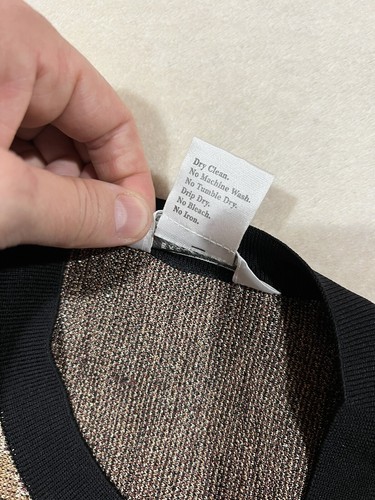 Dry Clean.
No Machine Wash.
No Tumble Dry.
Drip Dry.
No Bleach.
No Iron.